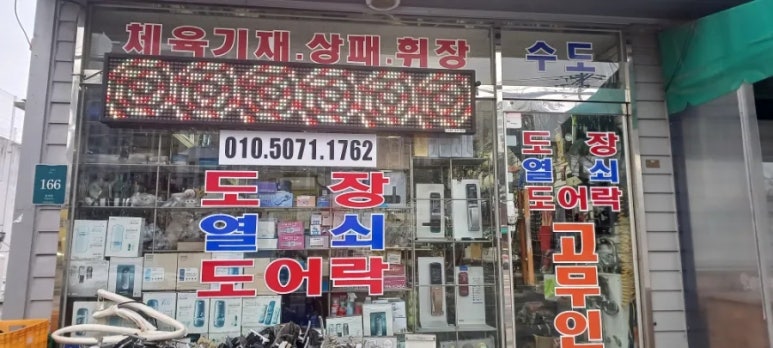 체육기재.상패.휘장
수도
010.5071.1762
166
도장
열쇠
도어락
도장
열쇠
도어락
고무인